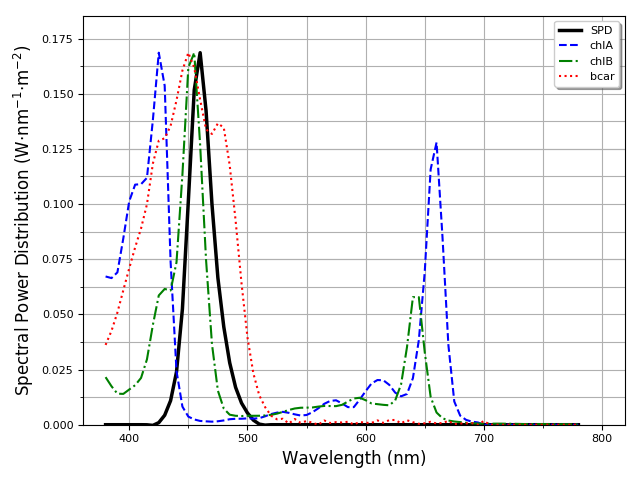 Spectral Power Distribution (W·nm⁻¹·m⁻²)
0.175
0.150
0.125
0.100
0.075
0.050
0.025
0.000
SPD
chlA
chlB
bcar
400 500 600 700 800
Wavelength (nm)